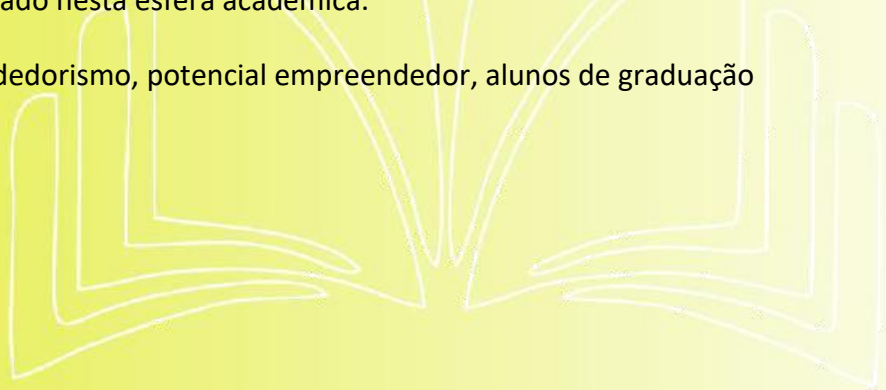 ado nesta esfera acadêmica.
dedorismo, potencial empreendedor, alunos de graduação